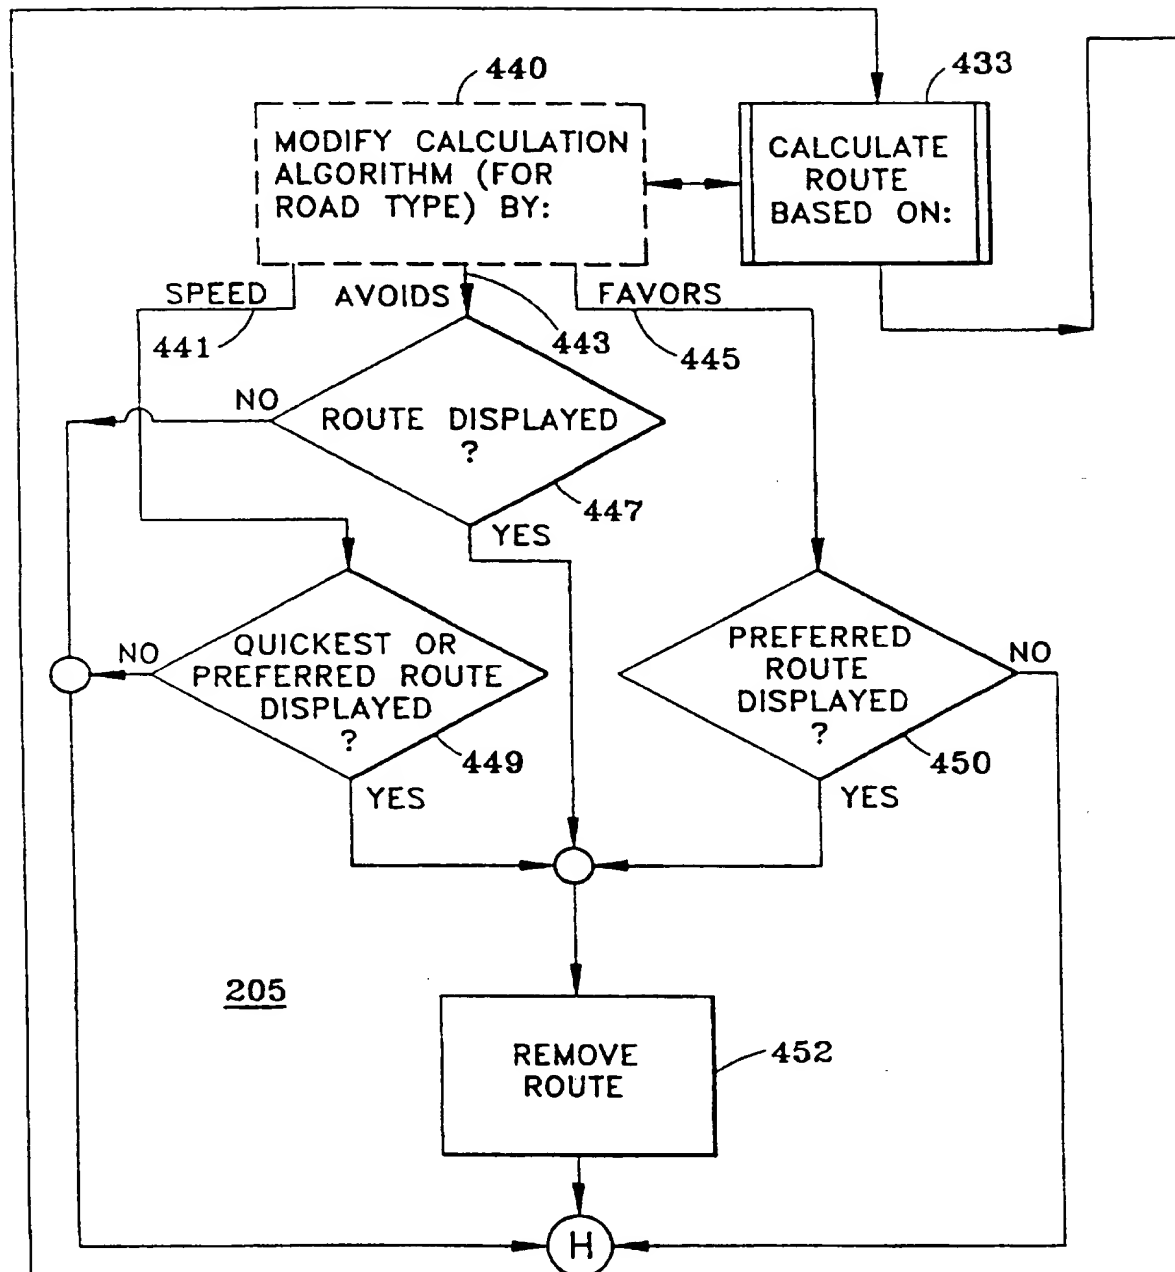 440
433
MODIFY CALCULATION
ALGORITHM (FOR
ROAD TYPE) BY:
CALCULATE
ROUTE
BASED ON:
SPEED
AVOIDS
FAVORS
441
443
445
NO
ROUTE DISPLAYED
?
447
YES
NO
QUICKEST OR
PREFERRED ROUTE
DISPLAYED
?
449
YES
PREFERRED
ROUTE
DISPLAYED
?
NO
450
YES
205
REMOVE
ROUTE
452
H